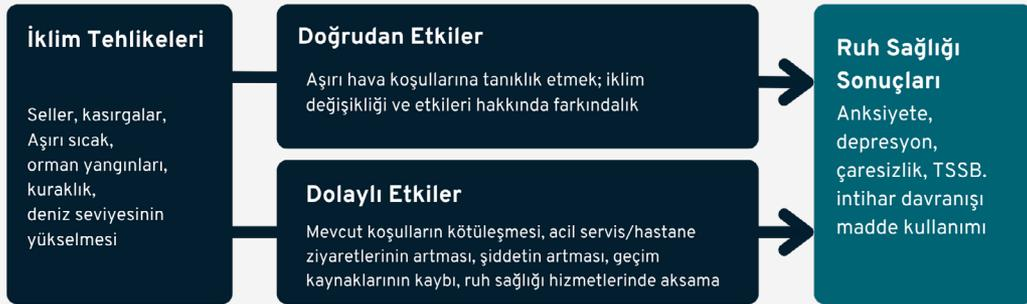 İklim Tehlikeleri
Seller, kasırgalar,
Aşırı sıcak,
orman yangınları,
kuraklık,
deniz seviyesinin
yükselmesi
Doğrudan Etkiler
Aşırı hava koşullarına tanıklık etmek; iklim
değişikliği ve etkileri hakkında farkındalık
Dolaylı Etkiler
Mevcut koşulların kötüleşmesi, acil servis/hastane
ziyaretlerinin artması, şiddetin artması, geçim
kaynaklarının kaybı, ruh sağlığı hizmetlerinde aksama
Ruh Sağlığı
Sonuçları
Anksiyete,
depresyon,
çaresizlik, TSSB.
intihar davranışı
madde kullanımı